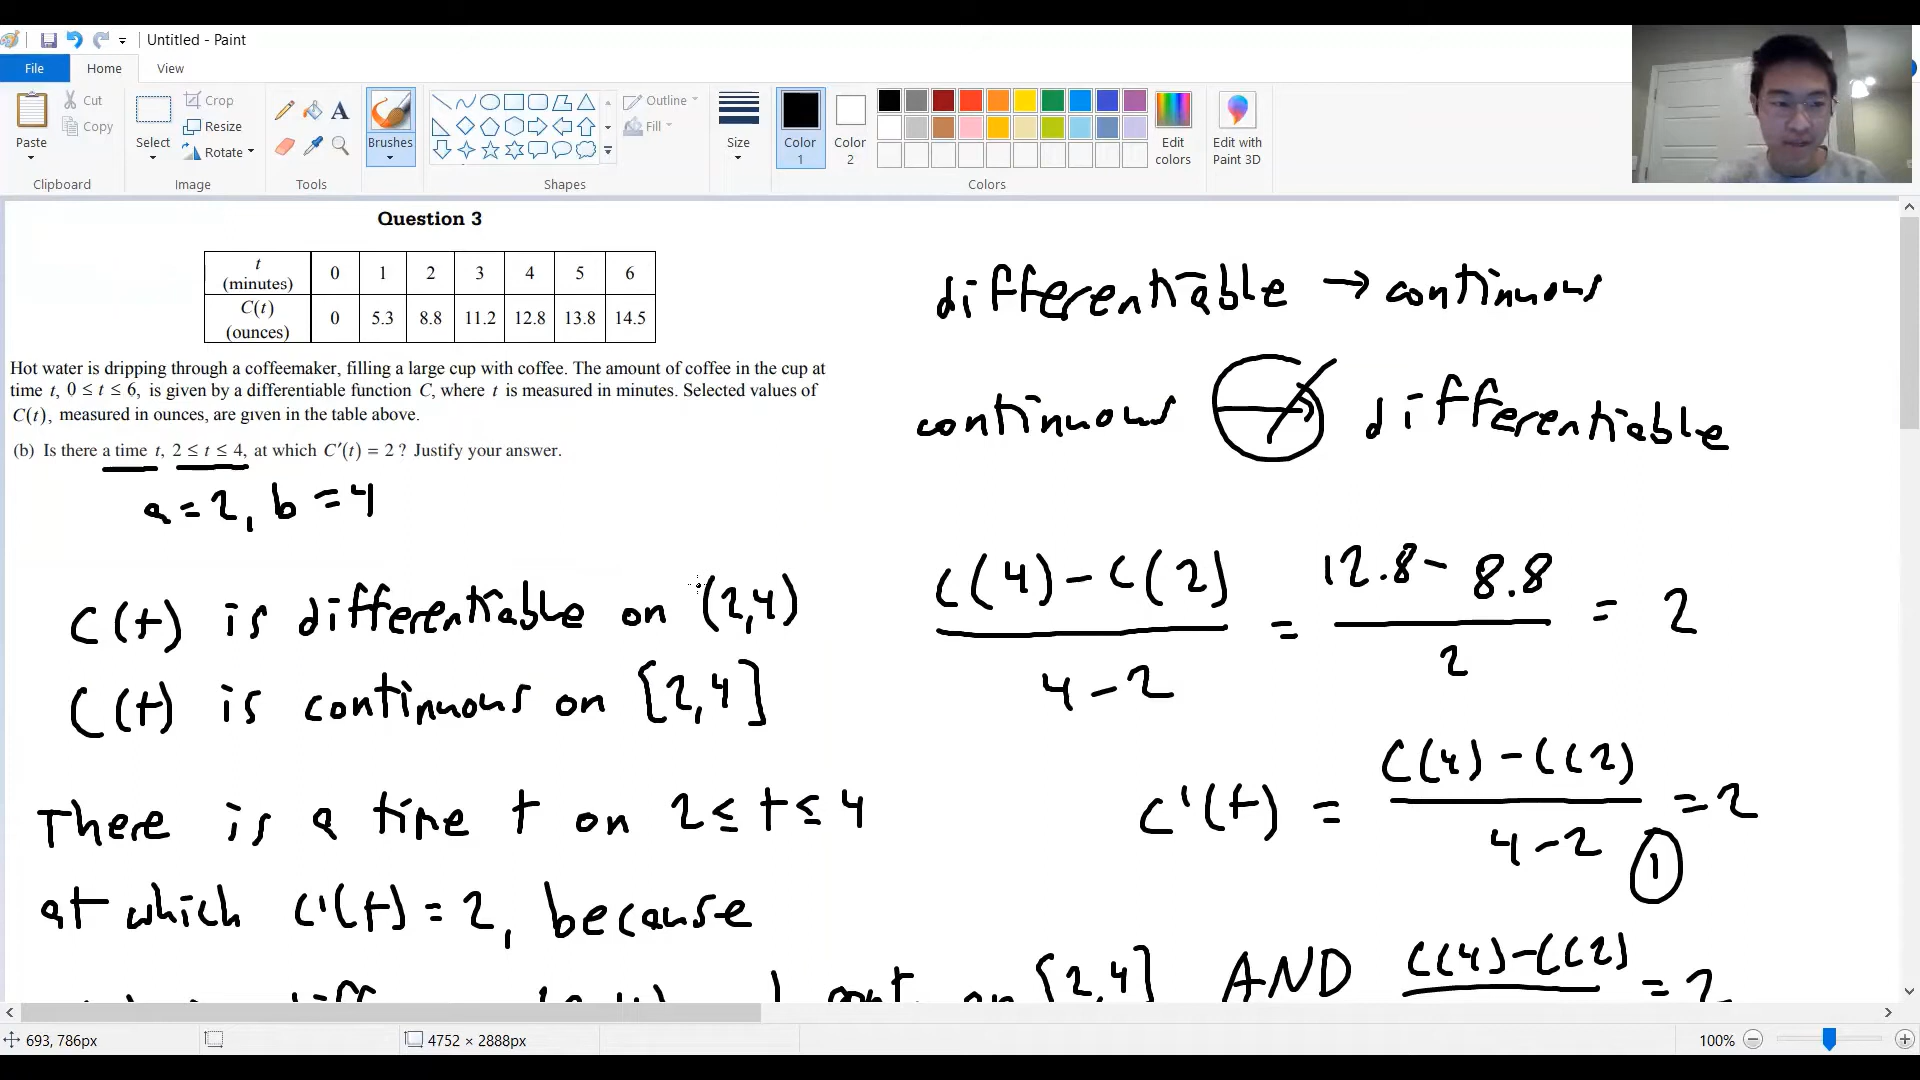 Untitled - Paint
File Home View
Paste
Cut
Copy
Clipboard
Select
Crop
Resize
Rotate
Image
Tools
Brushes
Shapes
Outline
Fill
Size
Color 1
Color 2
Edit colors
Edit with Paint 3D
Colors
Question 3
t (minutes) 0 1 2 3 4 5 6
C(t) (ounces) 0 5.3 8.8 11.2 12.8 13.8 14.5
Hot water is dripping through a coffeemaker, filling a large cup with coffee. The amount of coffee in the cup at
time t, 0 ≤ t ≤ 6, is given by a differentiable function C, where t is measured in minutes. Selected values of
C(t), measured in ounces, are given in the table above.
(b) Is there a time t, 2 ≤ t ≤ 4, at which C′(t) = 2 ? Justify your answer.
a = 2, b = 4
C(t) is differentiable on (2,4)
C(t) is continuous on [2,4]
There is a time t on 2 ≤ t ≤ 4
at which C'(t) = 2, because
differentiable → continuous
continuous → differentiable
C(4) - C(2)
4 - 2
= 12.8 - 8.8
2
= 2
C'(t) = C(4) - C(2)
4 - 2
= 2
1
cont. on [2,4] AND C(4) - C(2) = 2
693, 786px
4752 × 2888px
100%